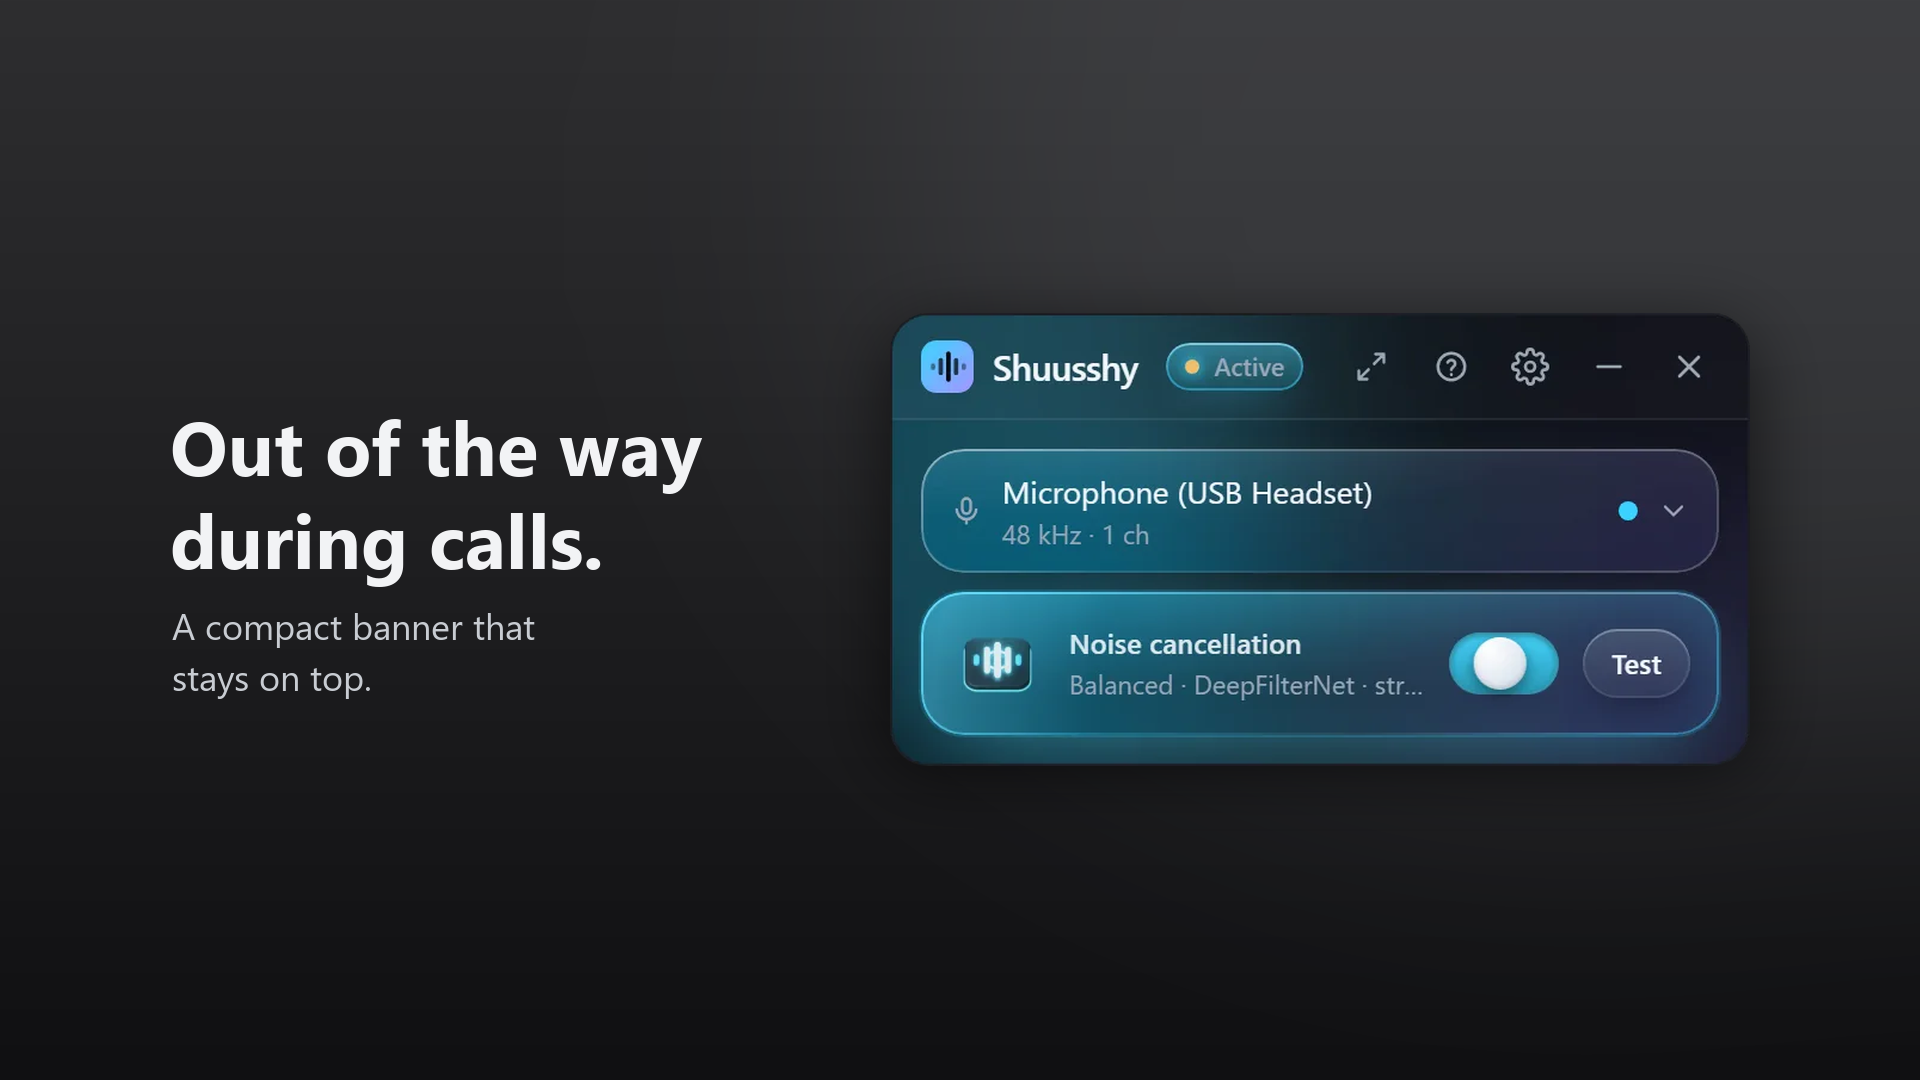 Out of the way
during calls.
A compact banner that
stays on top.
Shuusshy
Active
Microphone (USB Headset)
48 kHz · 1 ch
Noise cancellation
Balanced · DeepFilterNet · str...
Test